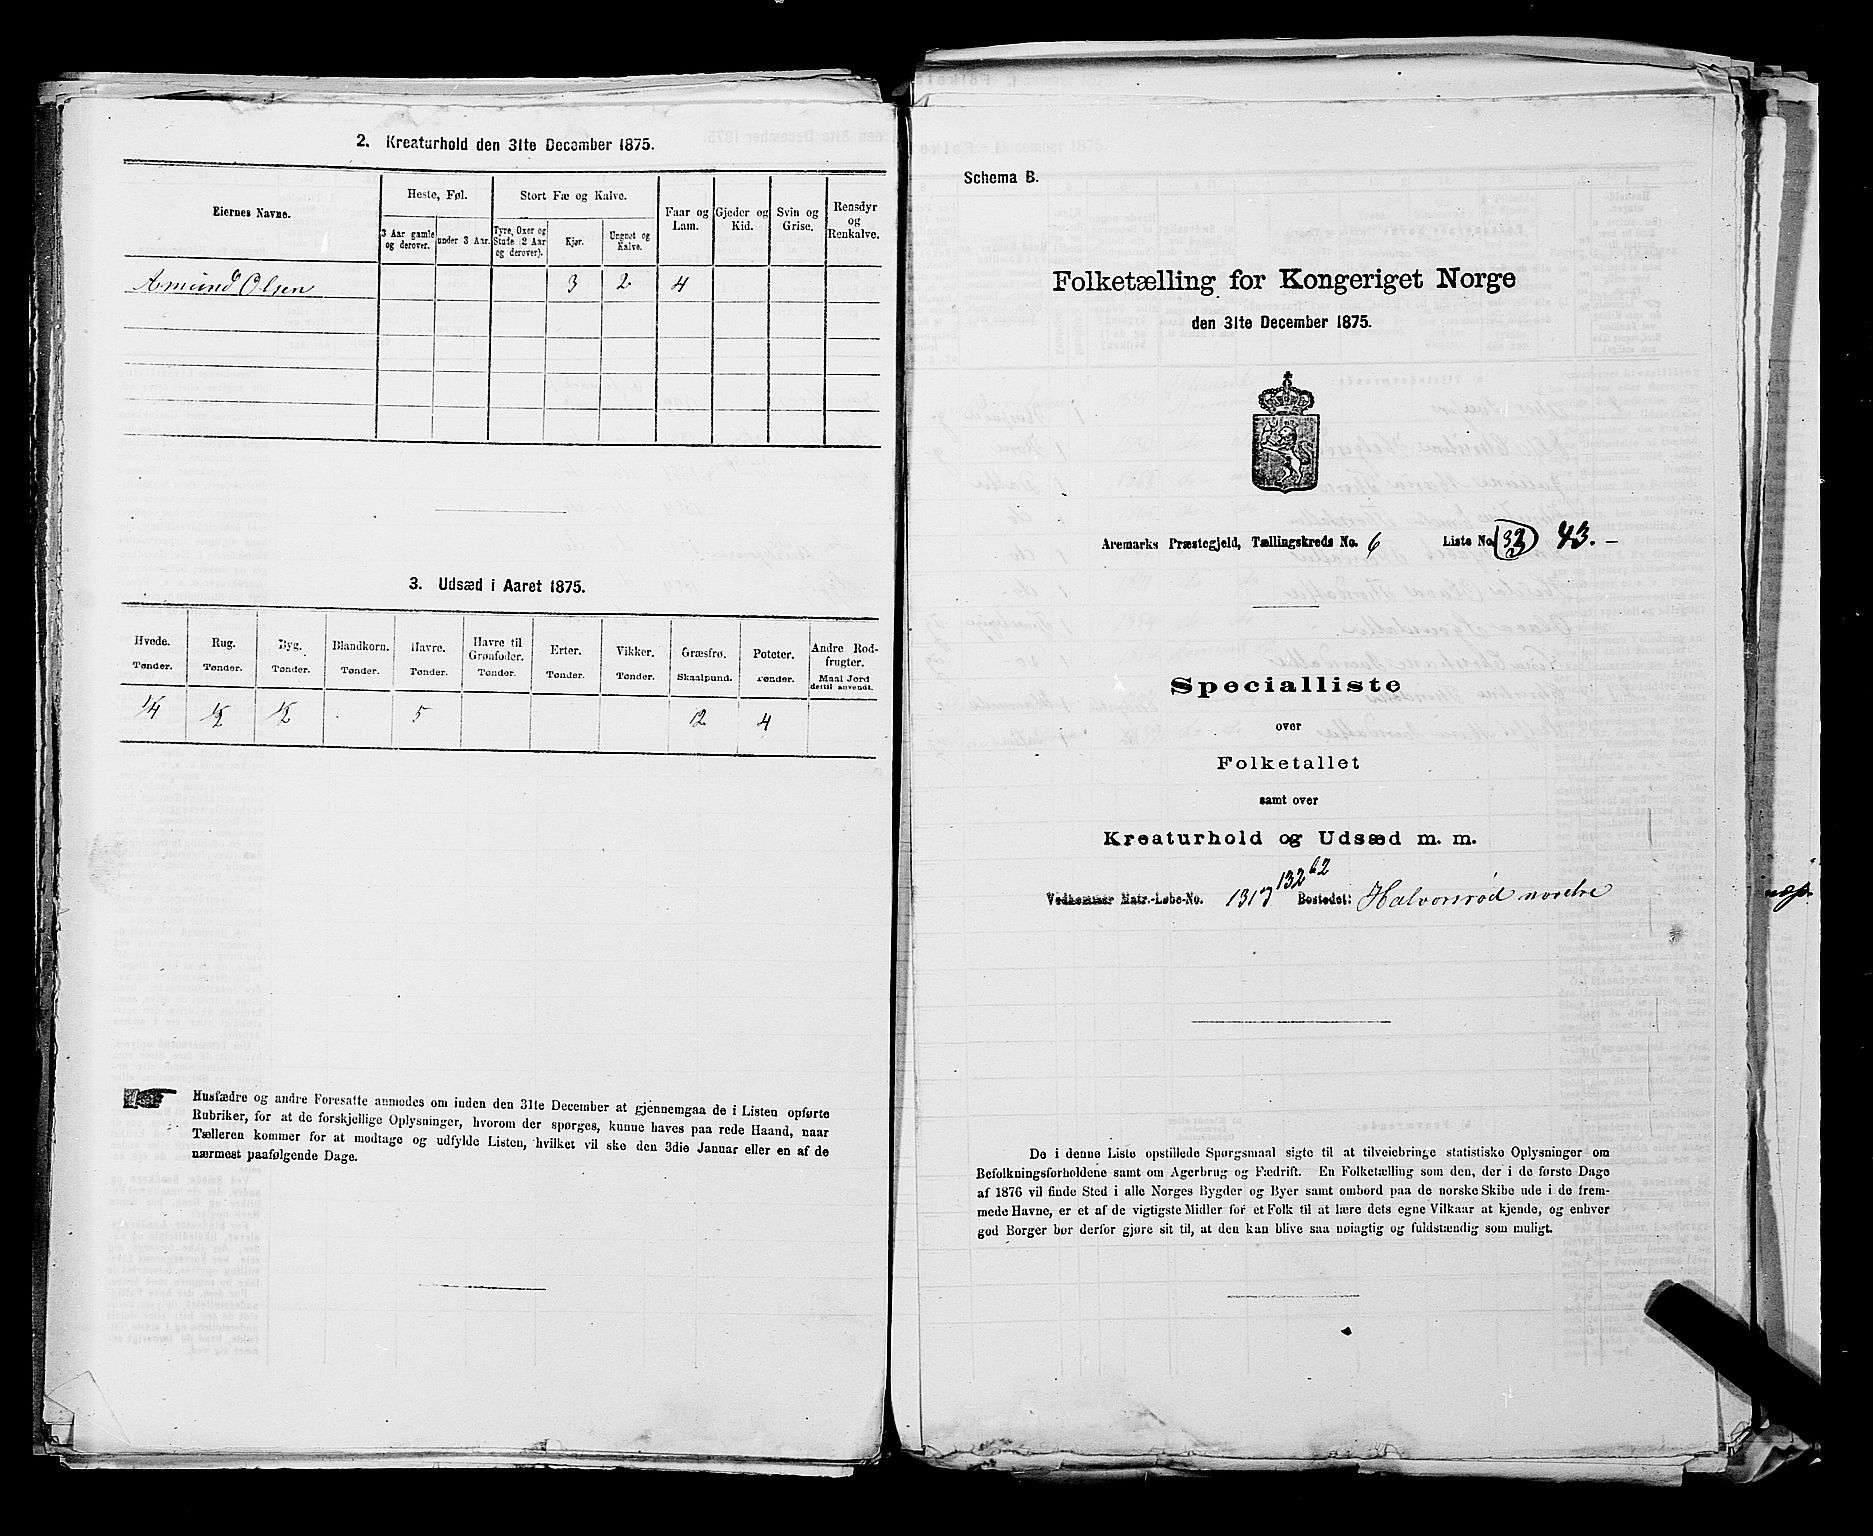 2. Kreaturhold den 31te December 1875.
Eiernes Navne.
Heste, Føl.
Stort Fæ og Kalve.
Faar og Lam.
Gjeder og Kid.
Svin og Grise.
Rensdyr og Renkalve.
3 Aar gamle og derover.
under 3 Aar.
Tyre, Oxer og Stude (2 Aar og derover).
Kjør.
Ungnøt og Kalve.
Amund Olsen 3 2 4
3. Udsæd i Aaret 1875.
Hvede. Rug. Byg. Blandkorn. Havre. Havre til Grønfoder. Erter. Vikker. Græsfrø. Poteter. Andre Rodfrugter.
Tønder. Tønder. Tønder. Tønder. Tønder. Tønder. Tønder. Tønder. Skaalpund. Tønder. Maal Jord dertil anvendt.
1/4 1/2 1/2 5 12 4
Husfædre og andre Foresatte anmodes om inden den 31te December at gjennemgaa de i Listen opførte
Rubriker, for at de forskjellige Oplysninger, hvorom der spørges, kunne haves paa rede Haand, naar
Tælleren kommer for at modtage og udfylde Listen, hvilket vil ske den 3die Januar eller en af de
nærmest paafølgende Dage.
Schema B.
Folketælling for Kongeriget Norge
den 31te December 1875.
Aremarks Præstegjeld, Tællingskreds No. 6 Liste No. 32 43.-
Specialliste
over
Folketallet
samt over
Kreaturhold og Udsæd m. m.
132 62
Vedkommer Matr.-Løbe-No. 131 Bostedet: Halvorsrød nordre
De i denne Liste opstillede Spørgsmaal sigte til at tilveiebringe statistiske Oplysninger om
Befolkningsforholdene samt om Agerbrug og Fædrift. En Folketælling som den, der i de første Dage
af 1876 vil finde Sted i alle Norges Bygder og Byer samt ombord paa de norske Skibe ude i de frem-
mede Havne, er et af de vigtigste Midler for et Folk til at lære dets egne Vilkaar at kjende, og enhver
god Borger bør derfor gjøre sit til, at den kan blive saa nøiagtig og fuldstændig som muligt.